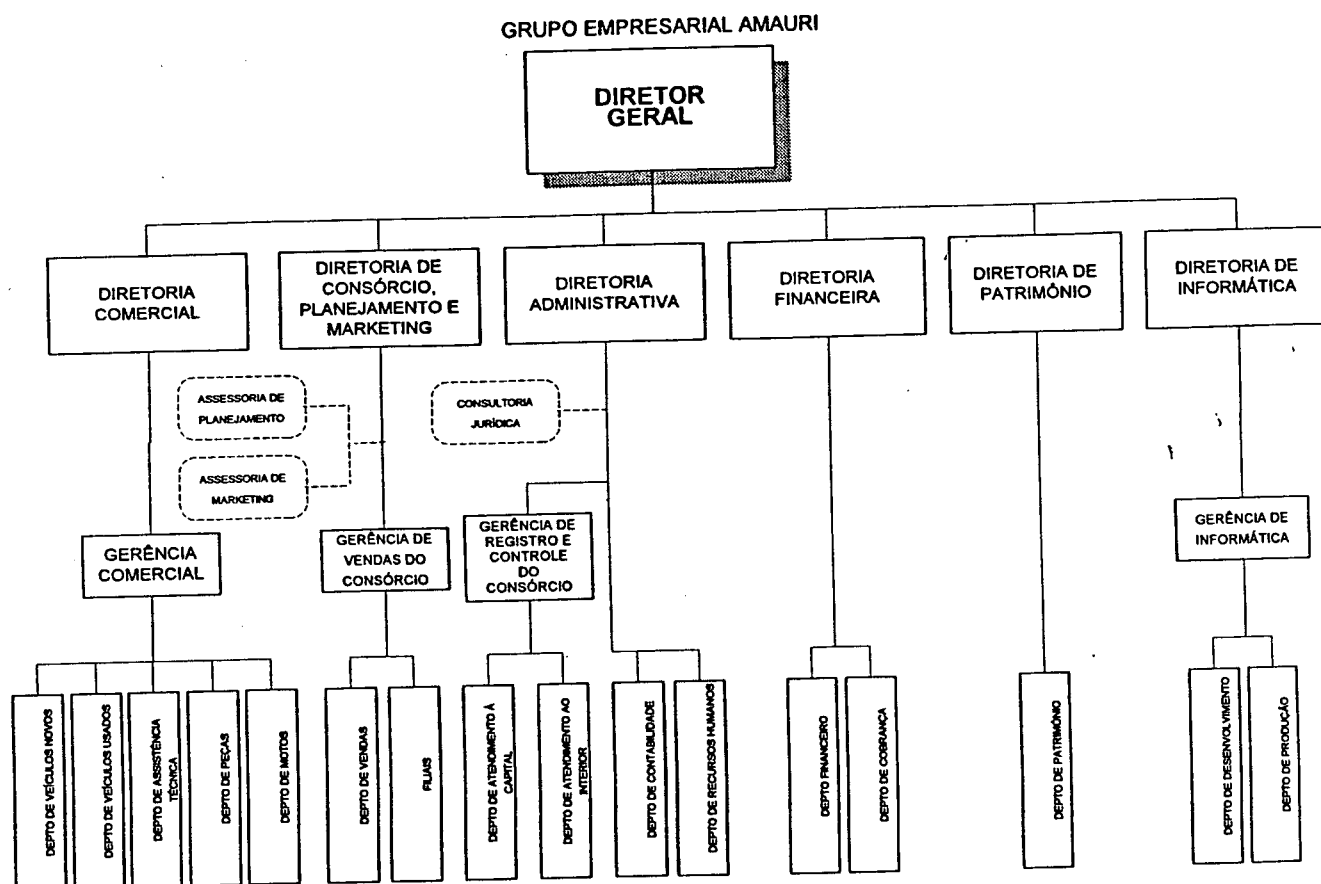 GRUPO EMPRESARIAL AMAURI
DIRETOR
GERAL
DIRETORIA
COMERCIAL
DIRETORIA DE
CONSÓRCIO,
PLANEJAMENTO E
MARKETING
DIRETORIA
ADMINISTRATIVA
DIRETORIA
FINANCEIRA
DIRETORIA DE
PATRIMÔNIO
DIRETORIA DE
INFORMÁTICA
ASSESSORIA DE
PLANEJAMENTO
ASSESSORIA DE
MARKETING
CONSULTORIA
JURÍDICA
GERÊNCIA
COMERCIAL
GERÊNCIA DE
VENDAS DO
CONSÓRCIO
GERÊNCIA DE
REGISTRO E
CONTROLE
DO
CONSÓRCIO
GERÊNCIA DE
INFORMÁTICA
DEPTO DE VEÍCULOS NOVOS
DEPTO DE VEÍCULOS USADOS
DEPTO DE ASSISTÊNCIA
TÉCNICA
DEPTO DE PEÇAS
DEPTO DE MOTOS
DEPTO DE VENDAS
FILIAIS
DEPTO DE ATENDIMENTO À
CAPITAL
DEPTO DE ATENDIMENTO AO
INTERIOR
DEPTO DE CONTABILIDADE
DEPTO DE RECURSOS HUMANOS
DEPTO FINANCEIRO
DEPTO DE COBRANÇA
DEPTO DE PATRIMÔNIO
DEPTO DE DESENVOLVIMENTO
DEPTO DE PRODUÇÃO